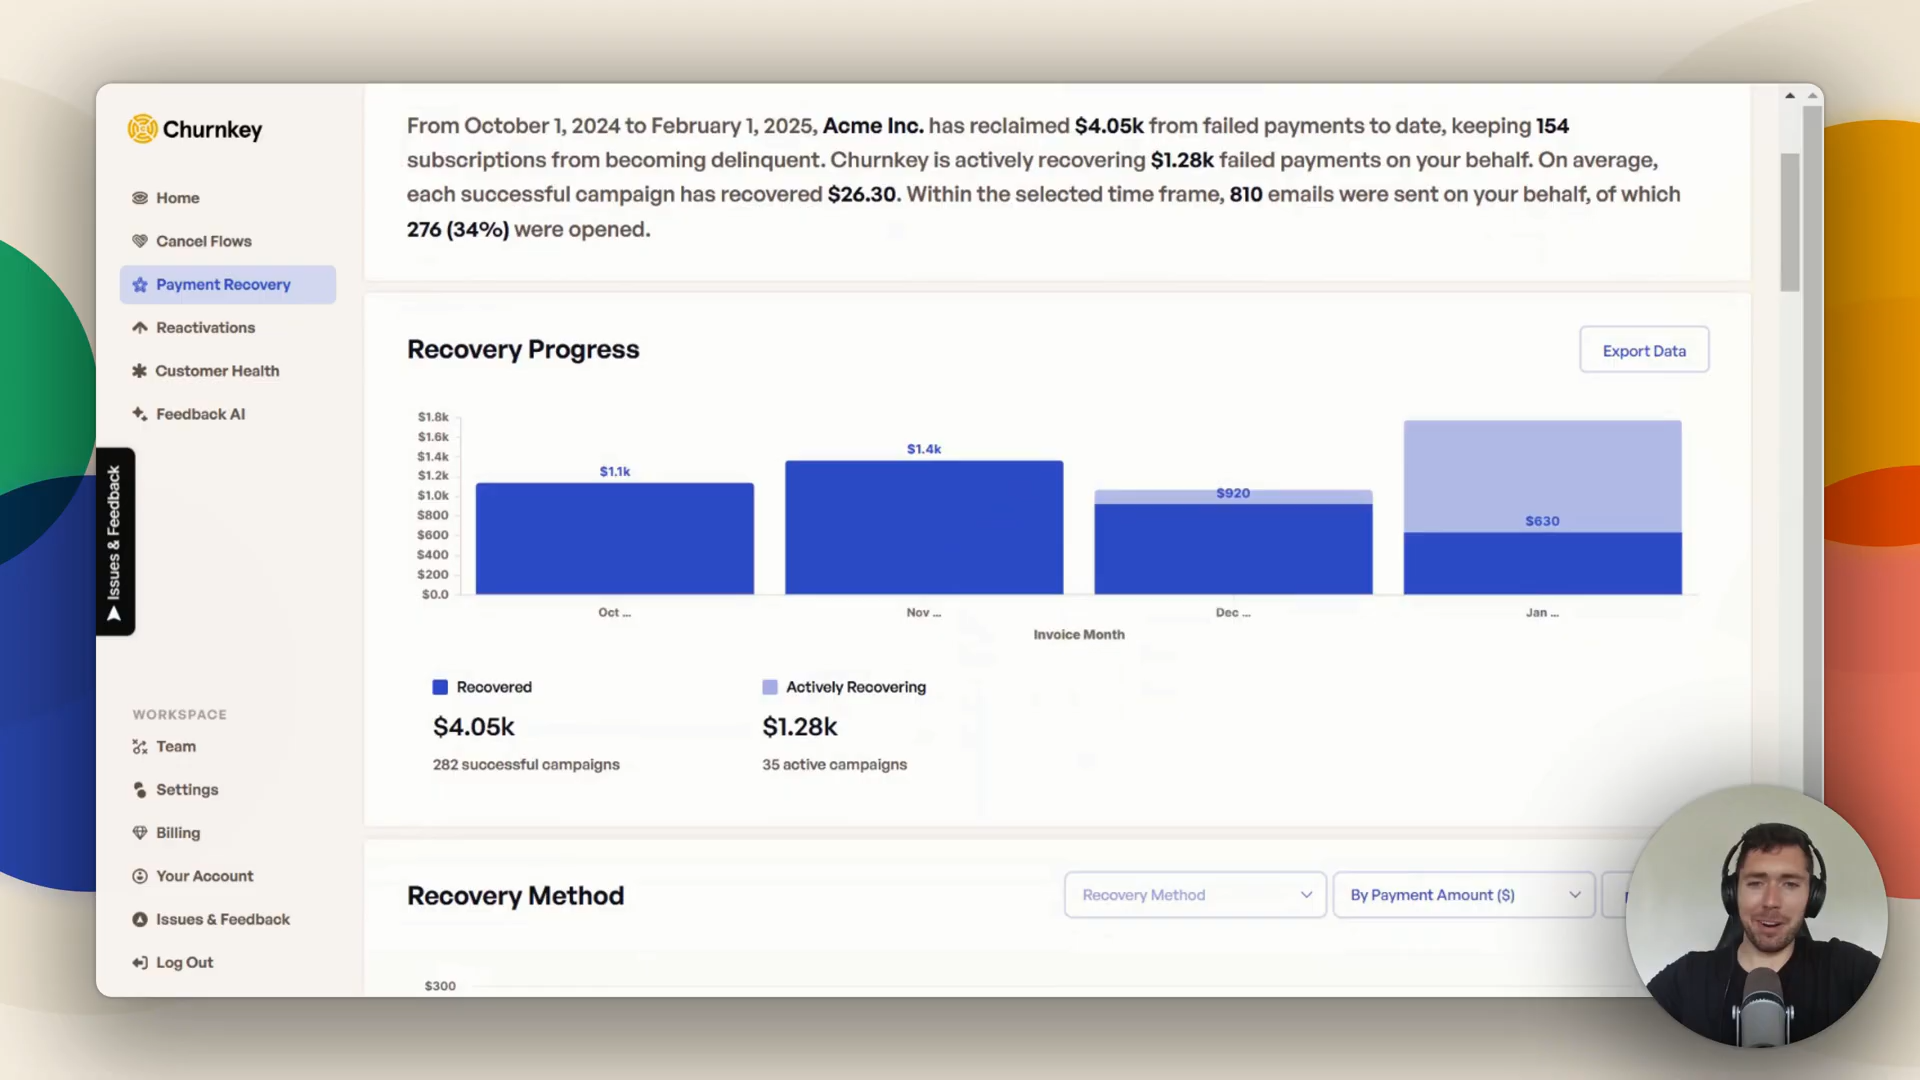 Churnkey
Home
Cancel Flows
Payment Recovery
Reactivations
Customer Health
Feedback AI
Issues & Feedback
WORKSPACE
Team
Settings
Billing
Your Account
Issues & Feedback
Log Out
From October 1, 2024 to February 1, 2025, Acme Inc. has reclaimed $4.05k from failed payments to date, keeping 154
subscriptions from becoming delinquent. Churnkey is actively recovering $1.28k failed payments on your behalf. On average,
each successful campaign has recovered $26.30. Within the selected time frame, 810 emails were sent on your behalf, of which
276 (34%) were opened.
Recovery Progress
Export Data
$1.8k
$1.6k
$1.4k
$1.2k
$1.0k
$800
$600
$400
$200
$0.0
$1.1k
$1.4k
$920
$630
Oct ...
Nov ...
Dec ...
Jan ...
Invoice Month
Recovered
$4.05k
282 successful campaigns
Actively Recovering
$1.28k
35 active campaigns
Recovery Method
Recovery Method
By Payment Amount ($)
$300